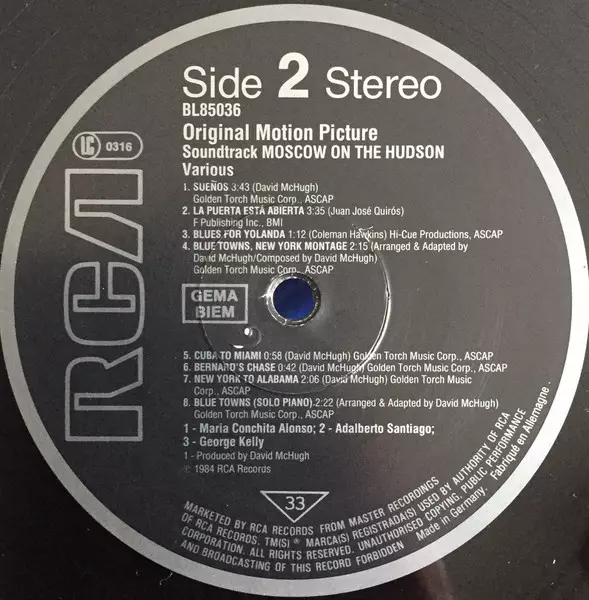 Side 2 Stereo
BL85036
Original Motion Picture
Soundtrack MOSCOW ON THE HUDSON
Various
LC 0316
RCA
1. SUEÑOS 3:43 (David McHugh)
Golden Torch Music Corp., ASCAP
2. LA PUERTA ESTÁ ABIERTA 3:35 (Juan José Quirós)
F Publishing Inc., BMI
3. BLUES FOR YOLANDA 1:12 (Coleman Hawkins) Hi-Cue Productions, ASCAP
4. BLUE TOWNS, NEW YORK MONTAGE 2:15 (Arranged & Adapted by
David McHugh/Composed by David McHugh)
Golden Torch Music Corp., ASCAP
GEMA
BIEM
5. CUBA TO MIAMI 0:58 (David McHugh) Golden Torch Music Corp., ASCAP
6. BERNARD'S CHASE 0:42 (David McHugh) Golden Torch Music Corp., ASCAP
7. NEW YORK TO ALABAMA 2:06 (David McHugh) Golden Torch Music
Corp., ASCAP
8. BLUE TOWNS (SOLO PIANO) 2:22 (Arranged & Adapted by David McHugh)
Golden Torch Music Corp., ASCAP
1 - Maria Conchita Alonso; 2 - Adalberto Santiago;
3 - George Kelly
1 - Produced by David McHugh
℗ 1984 RCA Records
33
MARKETED BY RCA RECORDS FROM MASTER RECORDINGS
OF RCA RECORDS. TM(S) ® MARCA(S) REGISTRADA(S) USED BY AUTHORITY OF RCA
CORPORATION. ALL RIGHTS RESERVED. UNAUTHORISED COPYING, PUBLIC PERFORMANCE
AND BROADCASTING OF THIS RECORD FORBIDDEN
Made in Germany. Fabriqué en Allemagne.